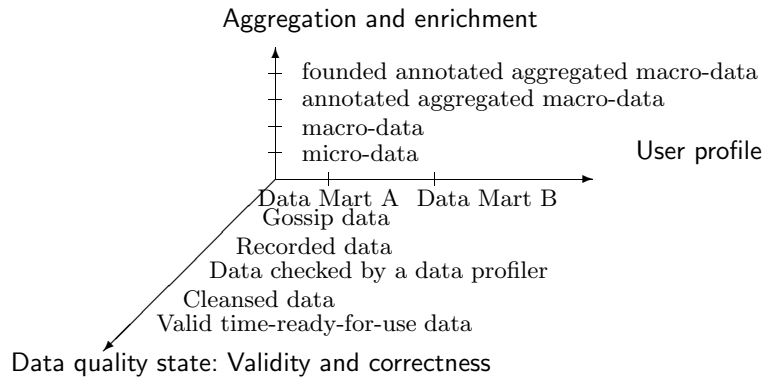 Aggregation and enrichment
founded annotated aggregated macro-data
annotated aggregated macro-data
macro-data
micro-data
User profile
Data Mart A
Data Mart B
Gossip data
Recorded data
Data checked by a data profiler
Cleansed data
Valid time-ready-for-use data
Data quality state: Validity and correctness